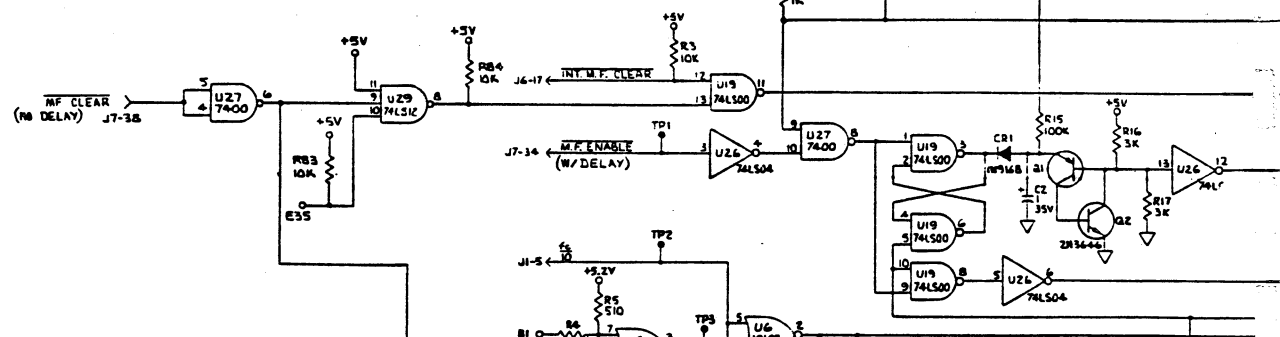 1K
+5V
+5V
+5V
R84
10K
R3
10K
J6-17
INT. M.F. CLEAR
12
13
U19
74LS00
11
MF CLEAR
(NO DELAY)
J7-38
5
4
U27
7400
6
11
9
10
U29
74LS12
8
+5V
R83
10K
E35
TP1
J7-34
M.F. ENABLE
(W/DELAY)
3
U26
4
74LS04
9
10
U27
7400
8
1
2
U19
74LS00
3
CR1
R15
100K
+5V
R16
3K
Q1
C2
35V
+
13
U26
12
R17
3K
Q2
2N3646
4
5
U19
74LS00
6
10
9
U19
74LS00
8
5
U26
6
74LS04
TP2
J1-5
fc
10
+5.2V
R5
510
R4
7
TP3
5
U6
2